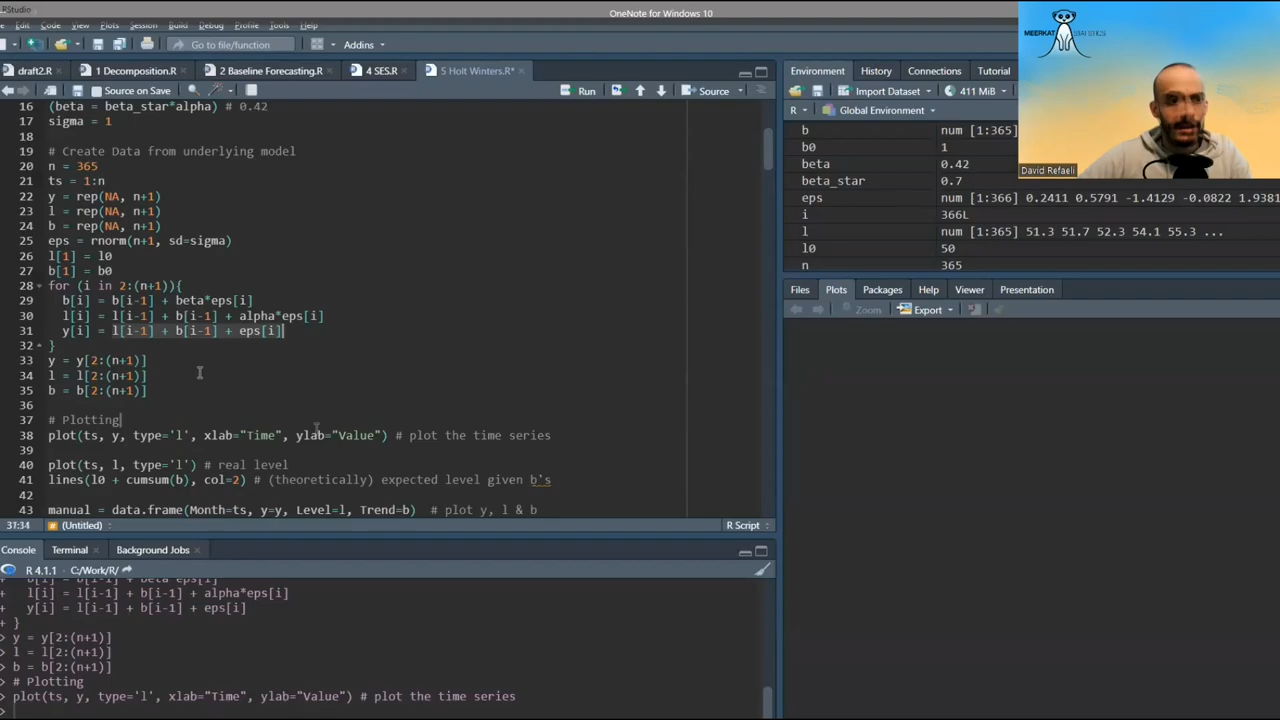 RStudio
OneNote for Windows 10
Edit Code View Plots Session Build Debug Profile Tools Help
Go to file/function Addins
draft2.R 1 Decomposition.R 2 Baseline Forecasting.R 4 SES.R 5 Holt Winters.R*
Source on Save Run Source
16 (beta = beta_star*alpha) # 0.42
17 sigma = 1
18
19 # Create Data from underlying model
20 n = 365
21 ts = 1:n
22 y = rep(NA, n+1)
23 l = rep(NA, n+1)
24 b = rep(NA, n+1)
25 eps = rnorm(n+1, sd=sigma)
26 l[1] = l0
27 b[1] = b0
28 for (i in 2:(n+1)){
29 b[i] = b[i-1] + beta*eps[i]
30 l[i] = l[i-1] + b[i-1] + alpha*eps[i]
31 y[i] = l[i-1] + b[i-1] + eps[i]
32 }
33 y = y[2:(n+1)]
34 l = l[2:(n+1)]
35 b = b[2:(n+1)]
36
37 # Plotting
38 plot(ts, y, type='l', xlab="Time", ylab="Value") # plot the time series
39
40 plot(ts, l, type='l') # real level
41 lines(l0 + cumsum(b), col=2) # (theoretically) expected level given b's
42
43 manual = data.frame(Month=ts, y=y, Level=l, Trend=b) # plot y, l & b
37:34 (Untitled) R Script
Console Terminal Background Jobs
R 4.1.1 · C:/Work/R/
+ b[i] = b[i-1] + beta*eps[i]
+ l[i] = l[i-1] + b[i-1] + alpha*eps[i]
+ y[i] = l[i-1] + b[i-1] + eps[i]
+ }
> y = y[2:(n+1)]
> l = l[2:(n+1)]
> b = b[2:(n+1)]
> # Plotting
> plot(ts, y, type='l', xlab="Time", ylab="Value") # plot the time series
>
Environment History Connections Tutorial
Import Dataset 411 MiB
R Global Environment
b num [1:365]
b0 1
beta 0.42
beta_star 0.7
eps num [1:366] 0.2411 0.5791 -1.4129 -0.0822 1.9381
i 366L
l num [1:365] 51.3 51.7 52.3 54.1 55.3 ...
l0 50
n 365
Files Plots Packages Help Viewer Presentation
Zoom Export
MEERKAT STATISTICS
David Refaeli